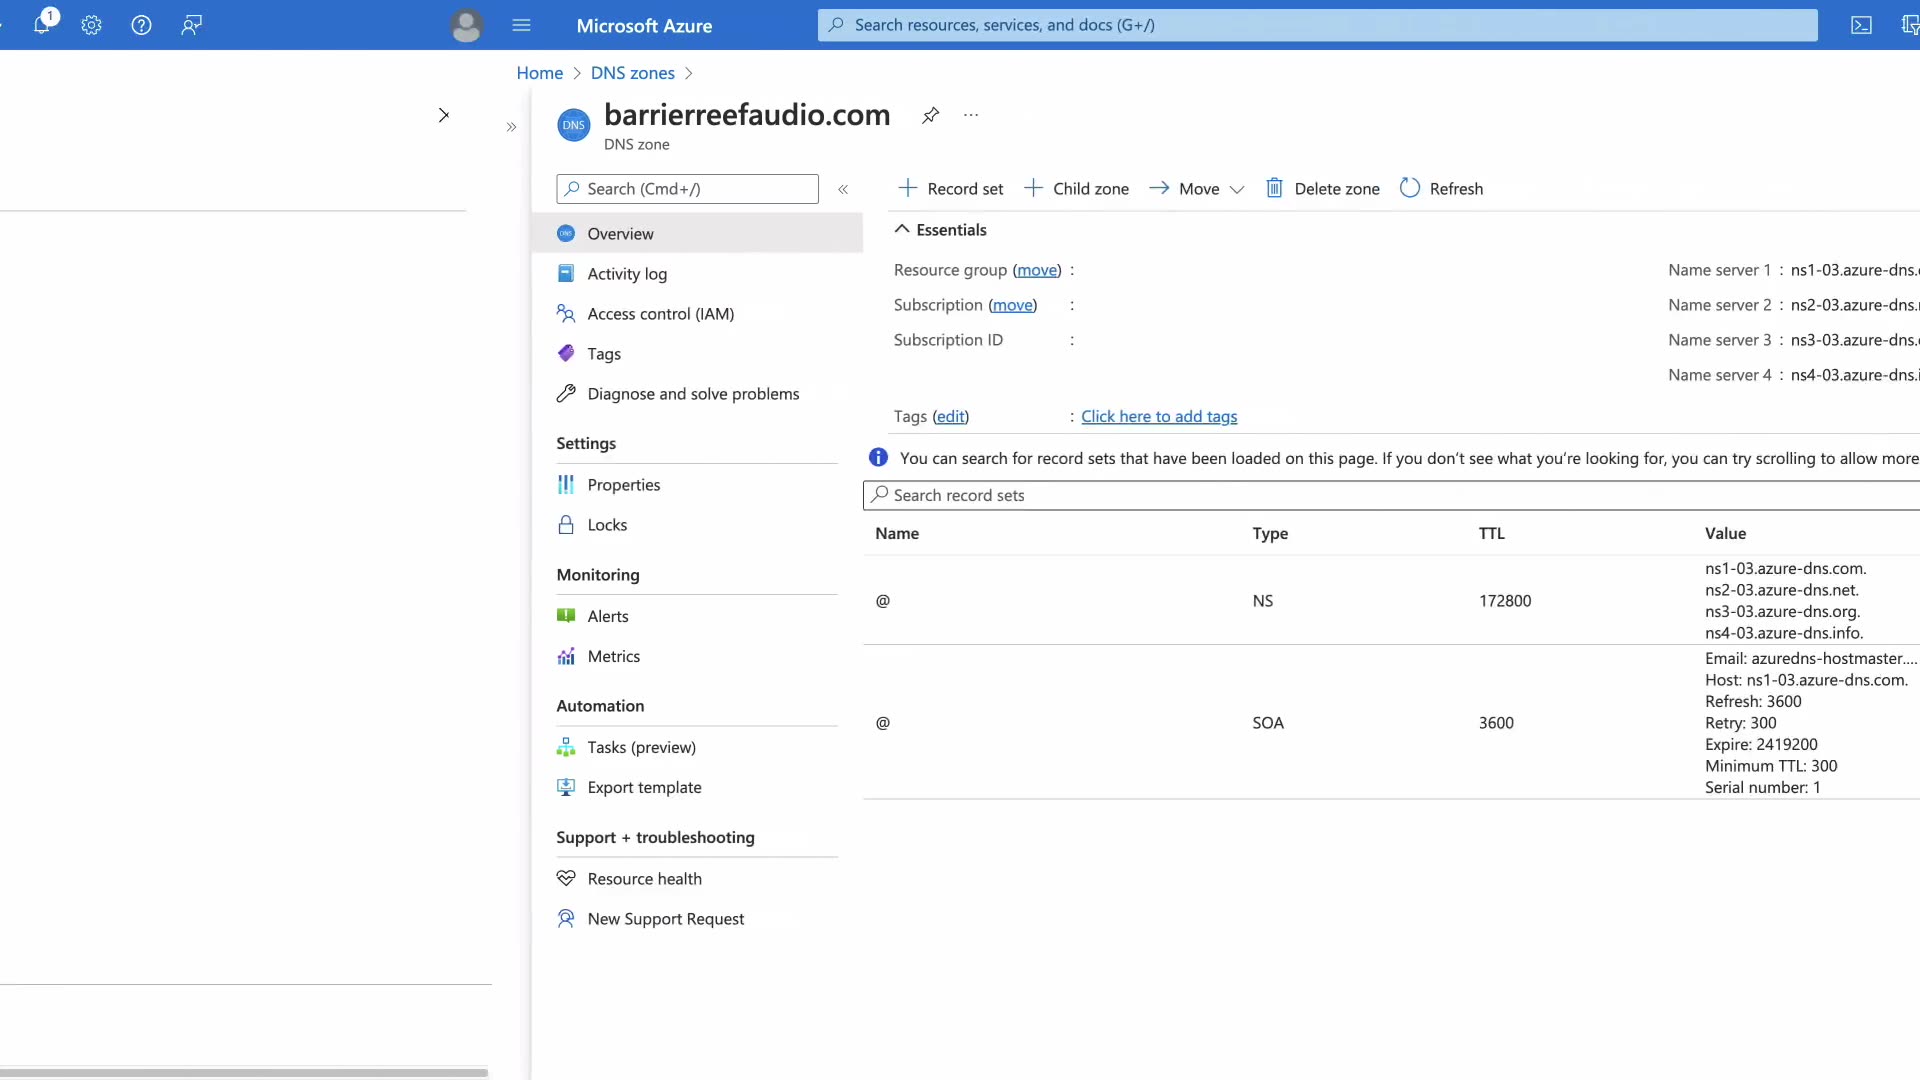 1
Microsoft Azure
Search resources, services, and docs (G+/)
Home > DNS zones >
DNS
barrierreefaudio.com
DNS zone
Search (Cmd+/)
Record set
Child zone
Move
Delete zone
Refresh
Overview
Activity log
Access control (IAM)
Tags
Diagnose and solve problems
Settings
Properties
Locks
Monitoring
Alerts
Metrics
Automation
Tasks (preview)
Export template
Support + troubleshooting
Resource health
New Support Request
Essentials
Resource group (move) :
Subscription (move) :
Subscription ID :
Tags (edit) : Click here to add tags
Name server 1 : ns1-03.azure-dns.
Name server 2 : ns2-03.azure-dns.
Name server 3 : ns3-03.azure-dns.
Name server 4 : ns4-03.azure-dns.
You can search for record sets that have been loaded on this page. If you don't see what you're looking for, you can try scrolling to allow more
Search record sets
Name Type TTL Value
@ NS 172800
ns1-03.azure-dns.com.
ns2-03.azure-dns.net.
ns3-03.azure-dns.org.
ns4-03.azure-dns.info.
@ SOA 3600
Email: azuredns-hostmaster....
Host: ns1-03.azure-dns.com.
Refresh: 3600
Retry: 300
Expire: 2419200
Minimum TTL: 300
Serial number: 1